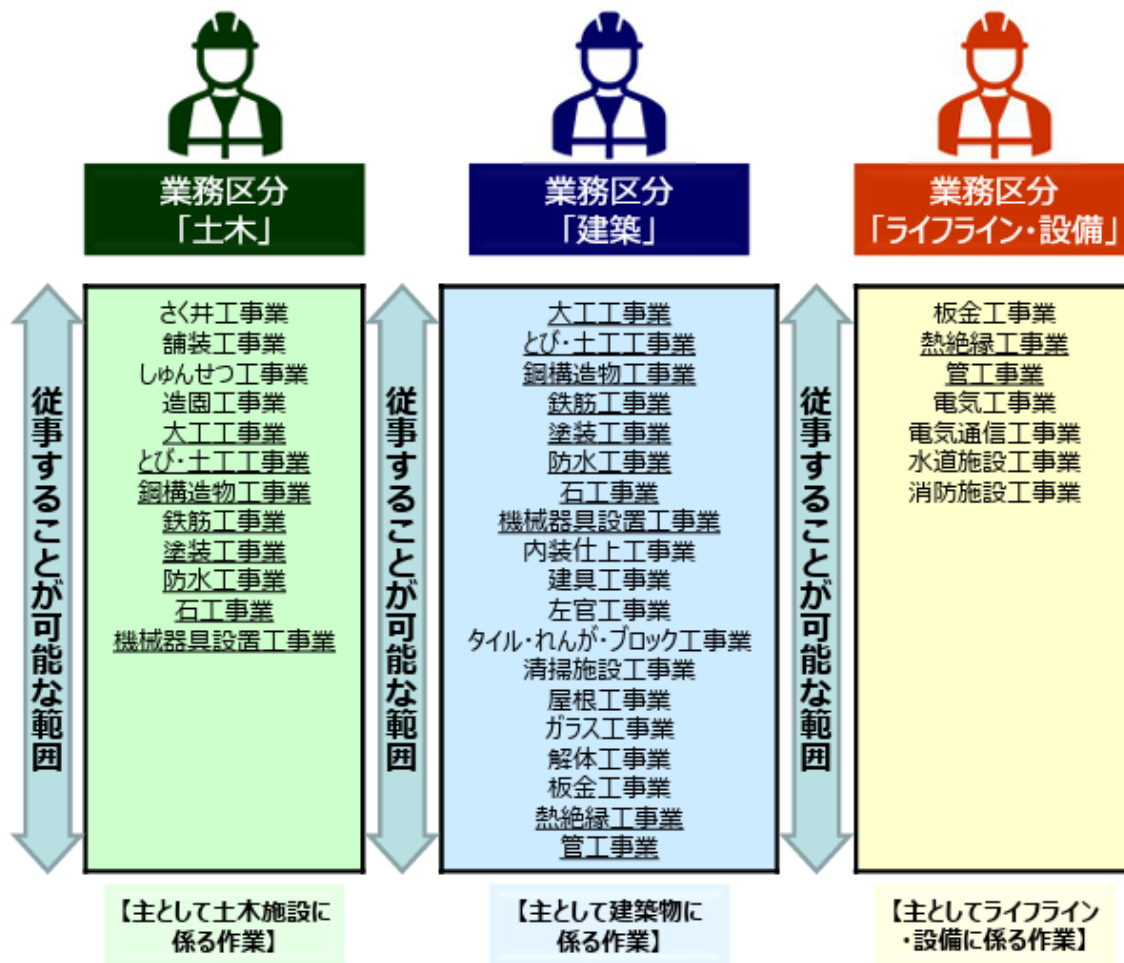 業務区分
「土木」
従事することが可能な範囲
さく井工事業
舗装工事業
しゅんせつ工事業
造園工事業
大工工事業
とび・土工工事業
鋼構造物工事業
鉄筋工事業
塗装工事業
防水工事業
石工事業
機械器具設置工事業
【主として土木施設に
係る作業】
業務区分
「建築」
従事することが可能な範囲
大工工事業
とび・土工工事業
鋼構造物工事業
鉄筋工事業
塗装工事業
防水工事業
石工事業
機械器具設置工事業
内装仕上工事業
建具工事業
左官工事業
タイル・れんが・ブロック工事業
清掃施設工事業
屋根工事業
ガラス工事業
解体工事業
板金工事業
熱絶縁工事業
管工事業
【主として建築物に
係る作業】
業務区分
「ライフライン・設備」
従事することが可能な範囲
板金工事業
熱絶縁工事業
管工事業
電気工事業
電気通信工事業
水道施設工事業
消防施設工事業
【主としてライフライン
・設備に係る作業】